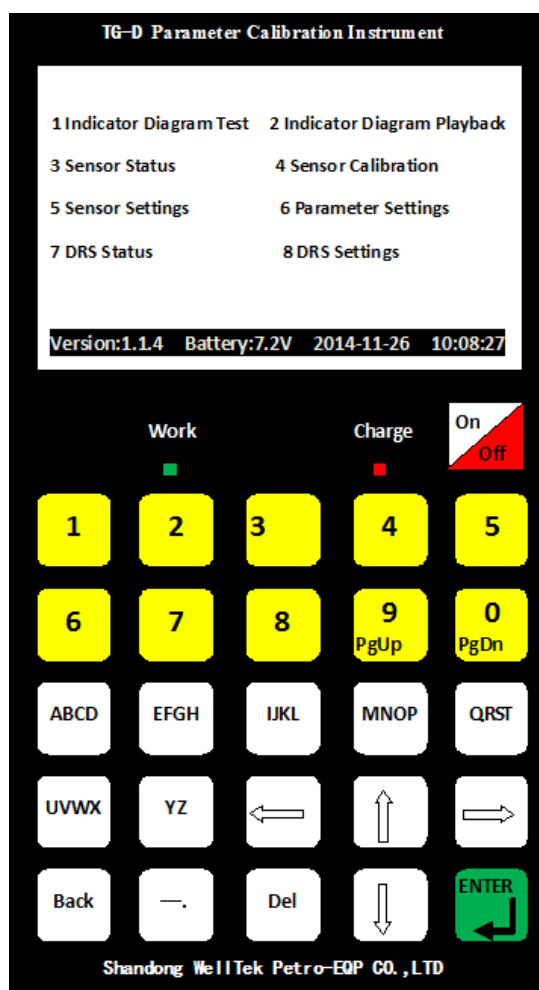 TG-D Parameter Calibration Instrument
1 Indicator Diagram Test 2 Indicator Diagram Playback
3 Sensor Status 4 Sensor Calibration
5 Sensor Settings 6 Parameter Settings
7 DRS Status 8 DRS Settings
Version:1.1.4 Battery:7.2V 2014-11-26 10:08:27
Work Charge On
Off
1 2 3 4 5
6 7 8 9 0
PgUp PgDn
ABCD EFGH IJKL MNOP QRST
UVWX YZ
Back —. Del ENTER
Shandong WellTek Petro-EQP CO.,LTD